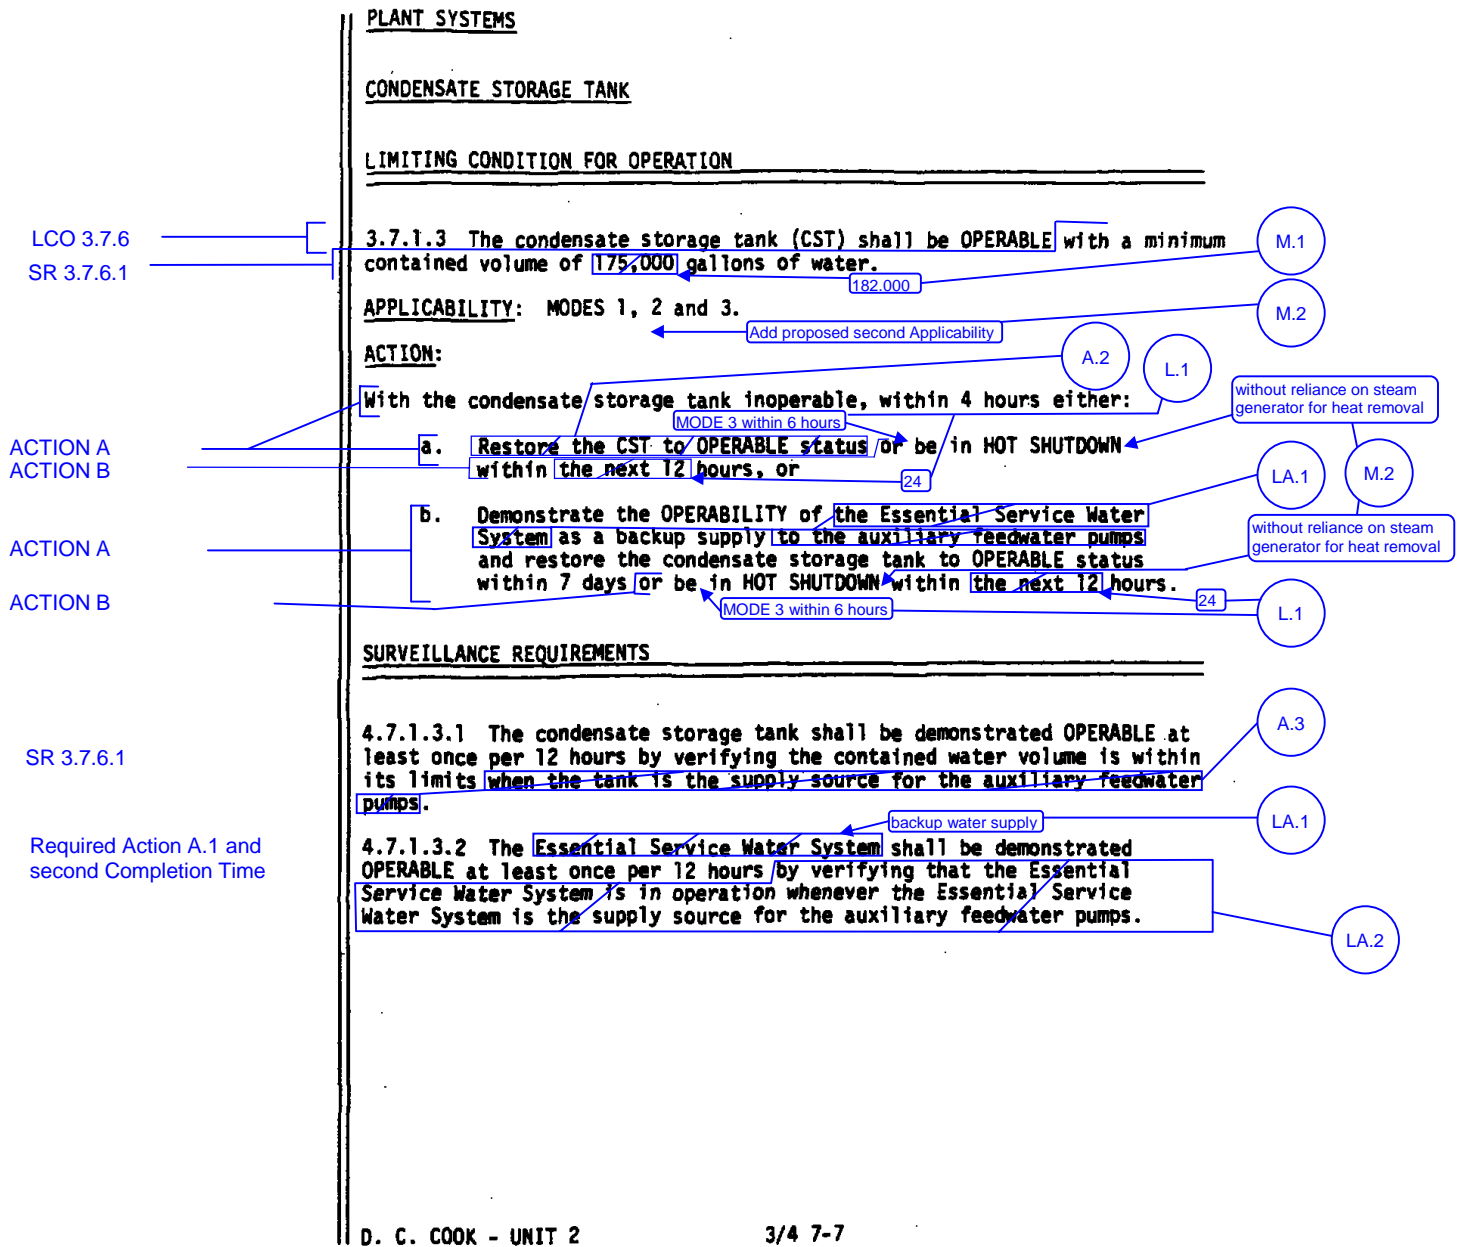 PLANT SYSTEMS
CONDENSATE STORAGE TANK
LIMITING CONDITION FOR OPERATION
LCO 3.7.6
SR 3.7.6.1
3.7.1.3 The condensate storage tank (CST) shall be OPERABLE with a minimum
contained volume of 175,000 gallons of water.
182.000
M.1
APPLICABILITY: MODES 1, 2 and 3.
Add proposed second Applicability
M.2
ACTION:
A.2
L.1
With the condensate storage tank inoperable, within 4 hours either:
without reliance on steam
generator for heat removal
MODE 3 within 6 hours
ACTION A
ACTION B
a. Restore the CST to OPERABLE status or be in HOT SHUTDOWN
within the next 12 hours, or
24
LA.1
M.2
b. Demonstrate the OPERABILITY of the Essential Service Water
System as a backup supply to the auxiliary feedwater pumps
and restore the condensate storage tank to OPERABLE status
within 7 days or be in HOT SHUTDOWN within the next 12 hours.
without reliance on steam
generator for heat removal
ACTION A
ACTION B
MODE 3 within 6 hours
24
L.1
SURVEILLANCE REQUIREMENTS
SR 3.7.6.1
4.7.1.3.1 The condensate storage tank shall be demonstrated OPERABLE at
least once per 12 hours by verifying the contained water volume is within
its limits when the tank is the supply source for the auxiliary feedwater
pumps.
A.3
backup water supply
LA.1
Required Action A.1 and
second Completion Time
4.7.1.3.2 The Essential Service Water System shall be demonstrated
OPERABLE at least once per 12 hours by verifying that the Essential
Service Water System is in operation whenever the Essential Service
Water System is the supply source for the auxiliary feedwater pumps.
LA.2
D. C. COOK - UNIT 2
3/4 7-7